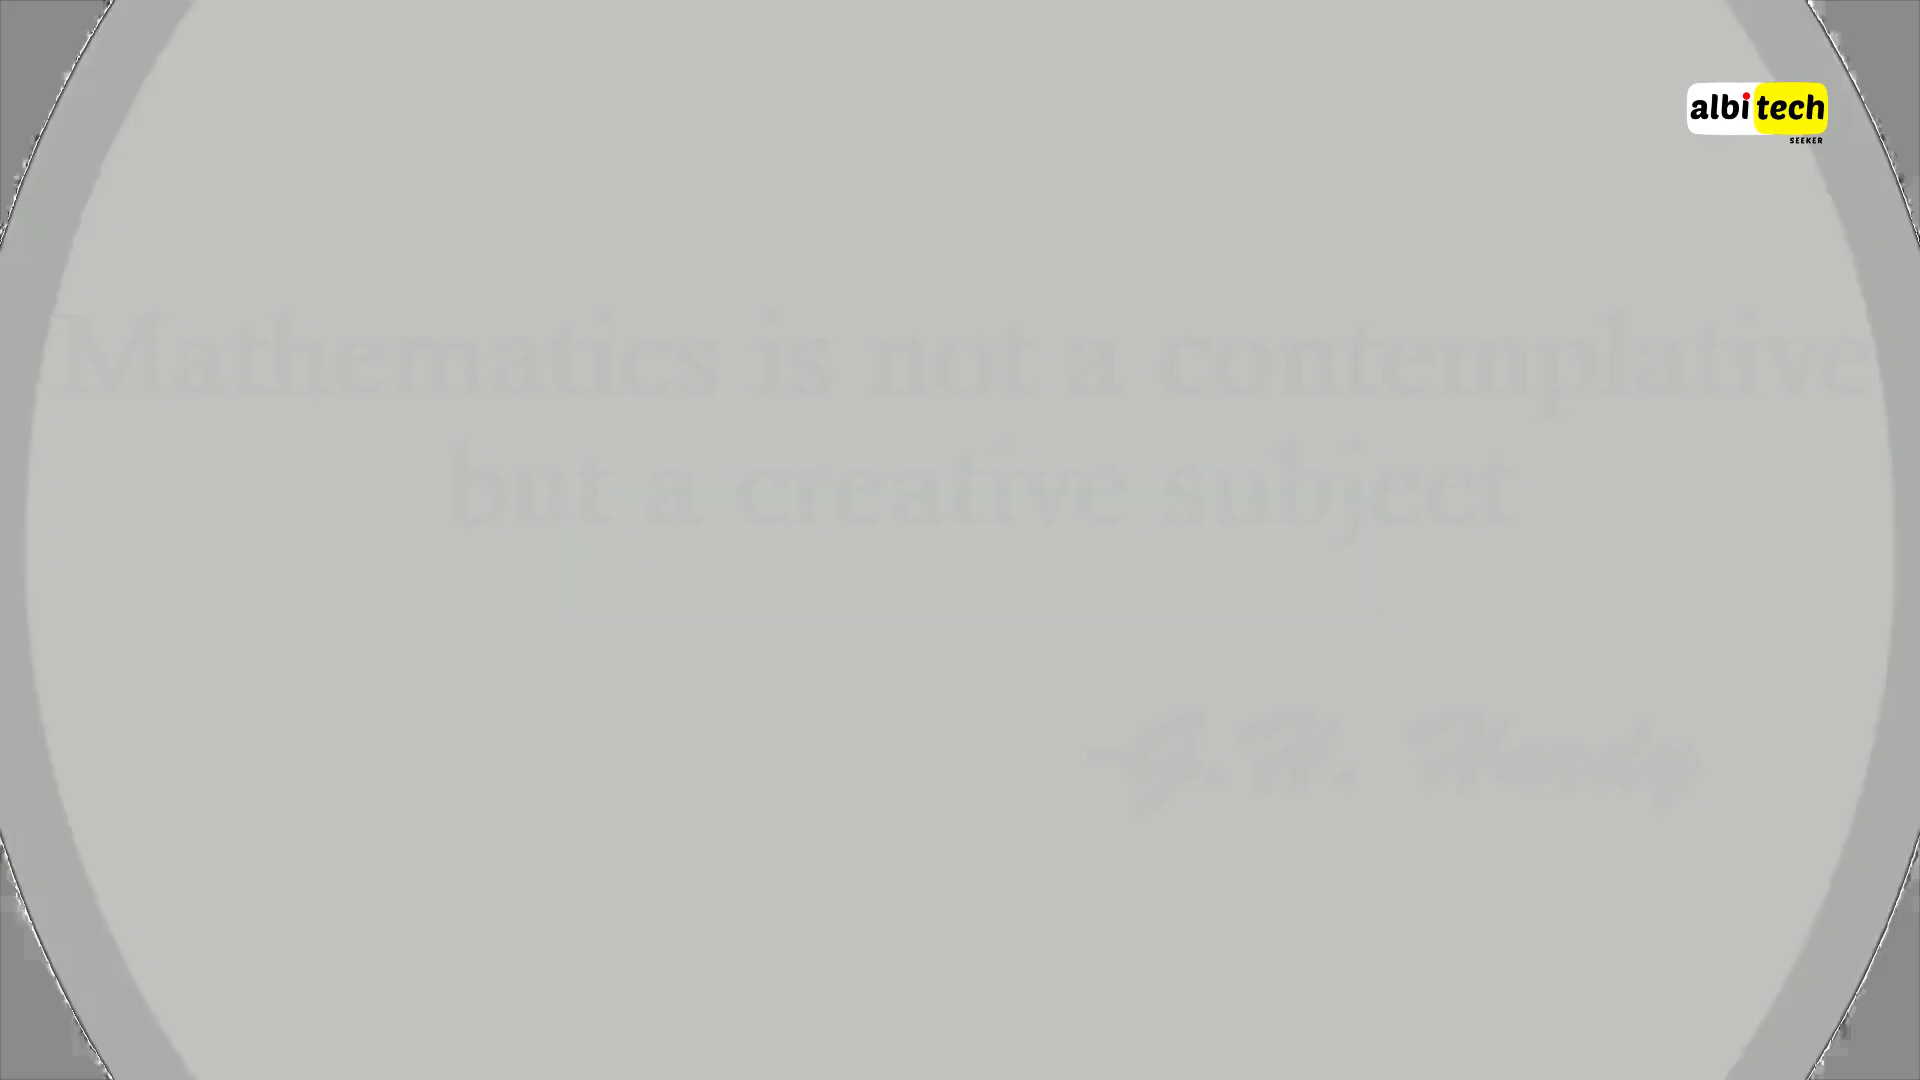 albitech
SEEKER
Mathematics is not a contemplative
but a creative subject
-G. H. Hardy